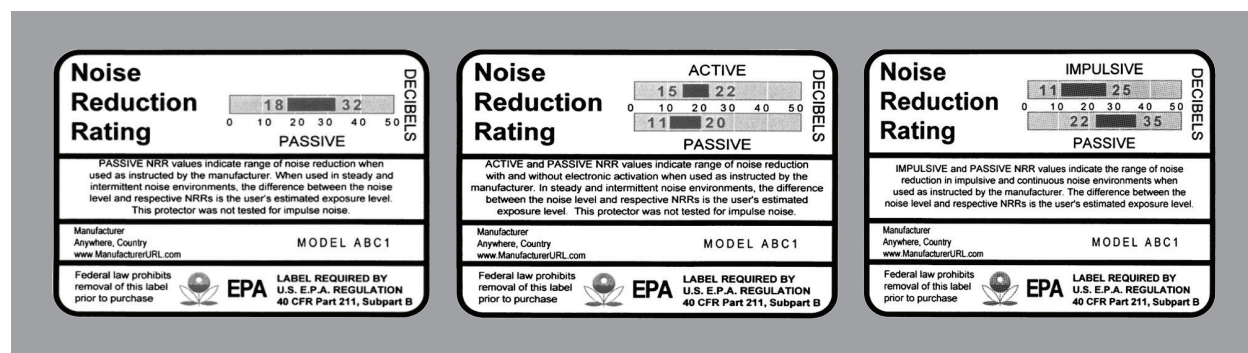 Noise
Reduction
Rating
18 32
0 10 20 30 40 50
PASSIVE
DECIBELS
PASSIVE NRR values indicate range of noise reduction when
used as instructed by the manufacturer. When used in steady and
intermittent noise environments, the difference between the noise
level and respective NRRs is the user's estimated exposure level.
This protector was not tested for impulse noise.
Manufacturer
Anywhere, Country
www.ManufacturerURL.com
MODEL ABC1
Federal law prohibits
removal of this label
prior to purchase
EPA
LABEL REQUIRED BY
U.S. E.P.A. REGULATION
40 CFR Part 211, Subpart B
Noise
Reduction
Rating
ACTIVE
15 22
0 10 20 30 40 50
11 20
PASSIVE
DECIBELS
ACTIVE and PASSIVE NRR values indicate range of noise reduction
with and without electronic activation when used as instructed by the
manufacturer. In steady and intermittent noise environments, the difference
between the noise level and respective NRRs is the user's estimated
exposure level. This protector was not tested for impulse noise.
Manufacturer
Anywhere, Country
www.ManufacturerURL.com
MODEL ABC1
Federal law prohibits
removal of this label
prior to purchase
EPA
LABEL REQUIRED BY
U.S. E.P.A. REGULATION
40 CFR Part 211, Subpart B
Noise
Reduction
Rating
IMPULSIVE
11 25
0 10 20 30 40 50
22 35
PASSIVE
DECIBELS
IMPULSIVE and PASSIVE NRR values indicate the range of noise
reduction in impulsive and continuous noise environments when
used as instructed by the manufacturer. The difference between the
noise level and respective NRRs is the user's estimated exposure level.
Manufacturer
Anywhere, Country
www.ManufacturerURL.com
MODEL ABC1
Federal law prohibits
removal of this label
prior to purchase
EPA
LABEL REQUIRED BY
U.S. E.P.A. REGULATION
40 CFR Part 211, Subpart B